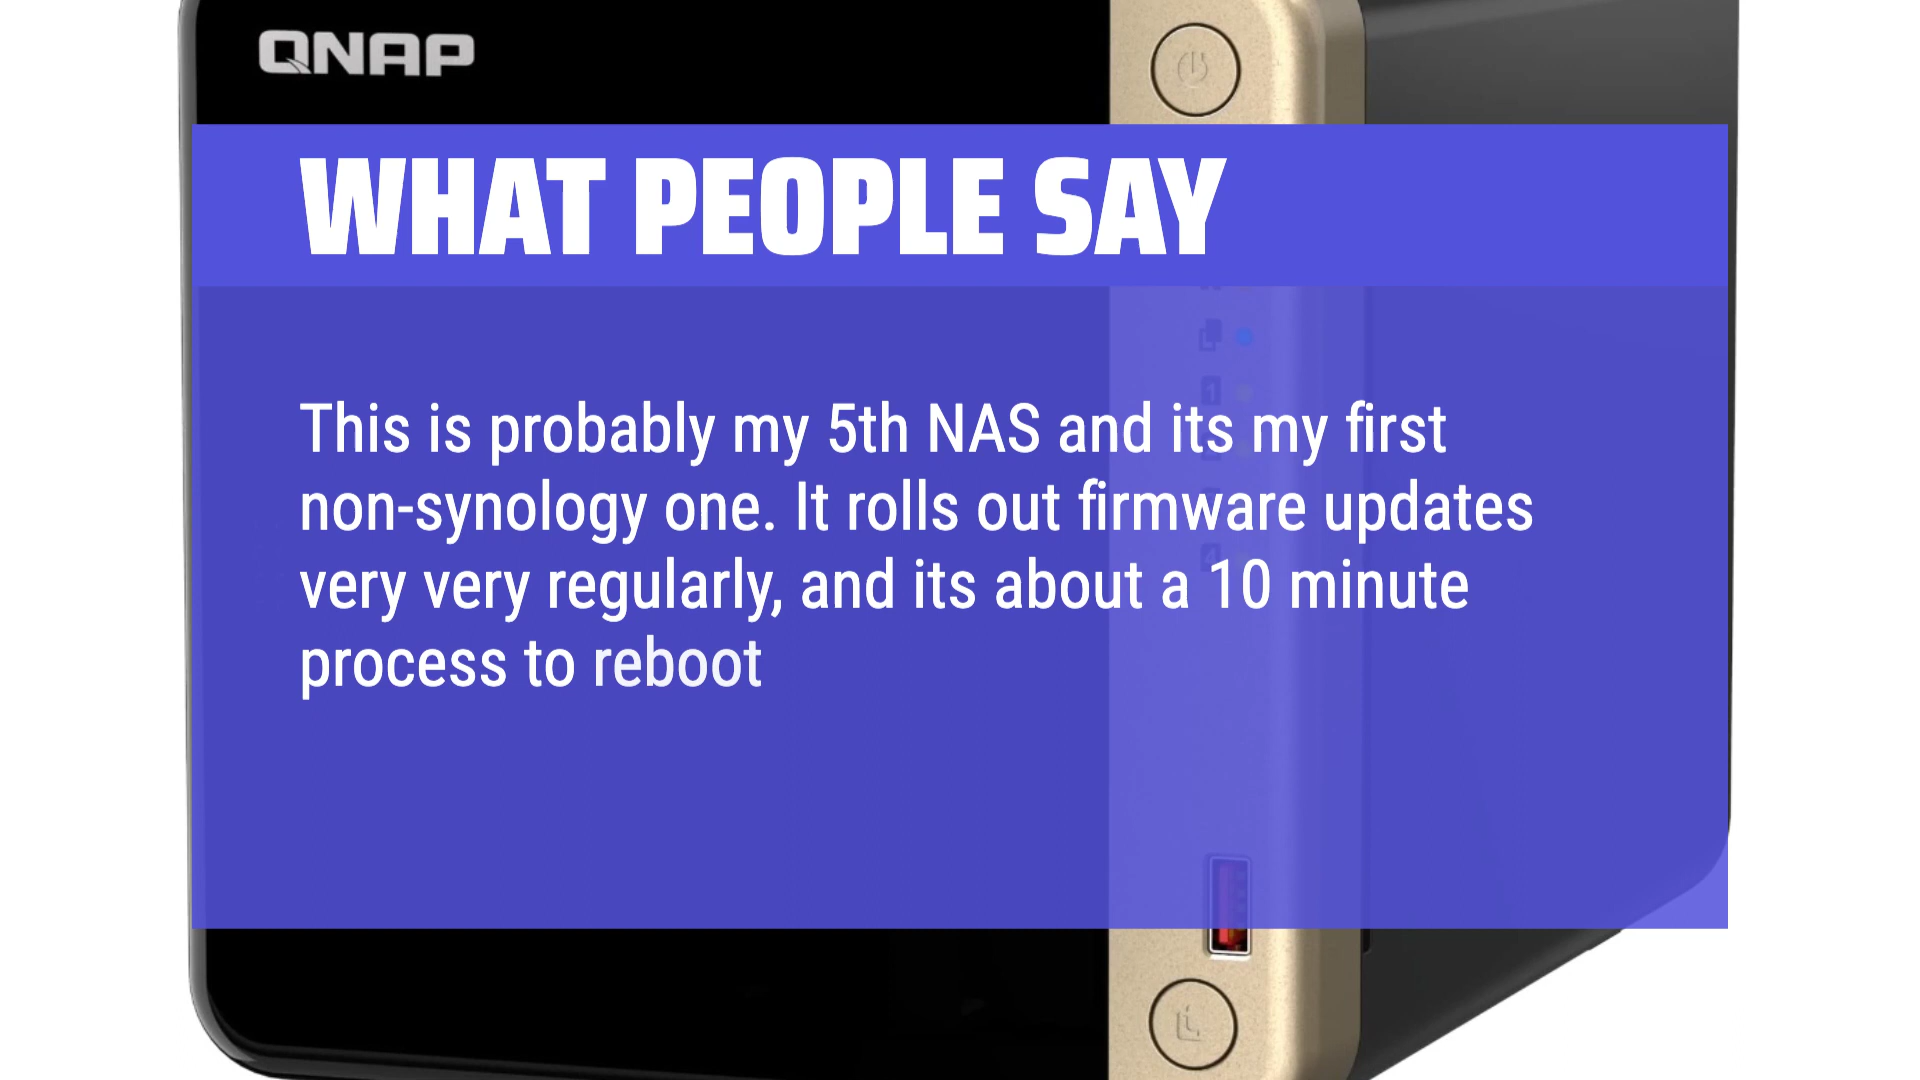 QNAP
WHAT PEOPLE SAY
1
This is probably my 5th NAS and its my first
non-synology one. It rolls out firmware updates
very very regularly, and its about a 10 minute
process to reboot